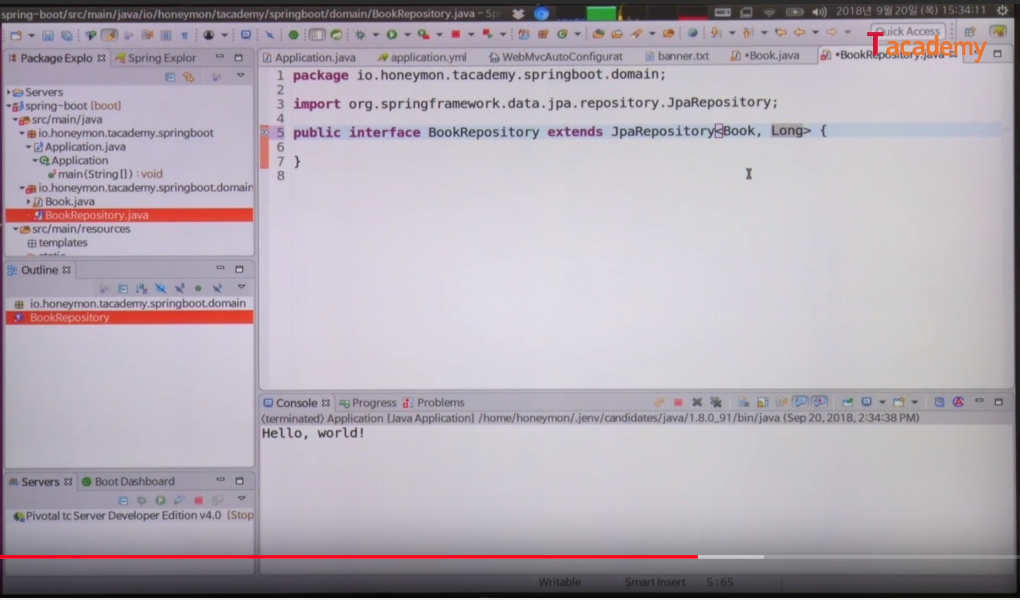 spring-boot/src/main/java/io/honeymon/tacademy/springboot/domain/BookRepository.java – Sp
2018년 9월20일 (목) 15:34:11
Quick Access
Tacademy
Package Explo
Spring Explor
Application.java
application.yml
WebMvcAutoConfigurat
banner.txt
*Book.java
*BookRepository.java
Servers
spring-boot [boot]
src/main/java
io.honeymon.tacademy.springboot
Application.java
Application
main(String[]) : void
io.honeymon.tacademy.springboot.domain
Book.java
BookRepository.java
src/main/resources
templates
1 package io.honeymon.tacademy.springboot.domain;
2
3 import org.springframework.data.jpa.repository.JpaRepository;
4
5 public interface BookRepository extends JpaRepository<Book, Long> {
6
7 }
8
Outline
io.honeymon.tacademy.springboot.domain
BookRepository
Console
Progress
Problems
(terminated) Application [Java Application] /home/honeymon/.jenv/candidates/java/1.8.0_91/bin/java (Sep 20, 2018, 2:34:38 PM)
Hello, world!
Servers
Boot Dashboard
Pivotal tc Server Developer Edition v4.0 [Stop
Writable
Smart Insert
5:65